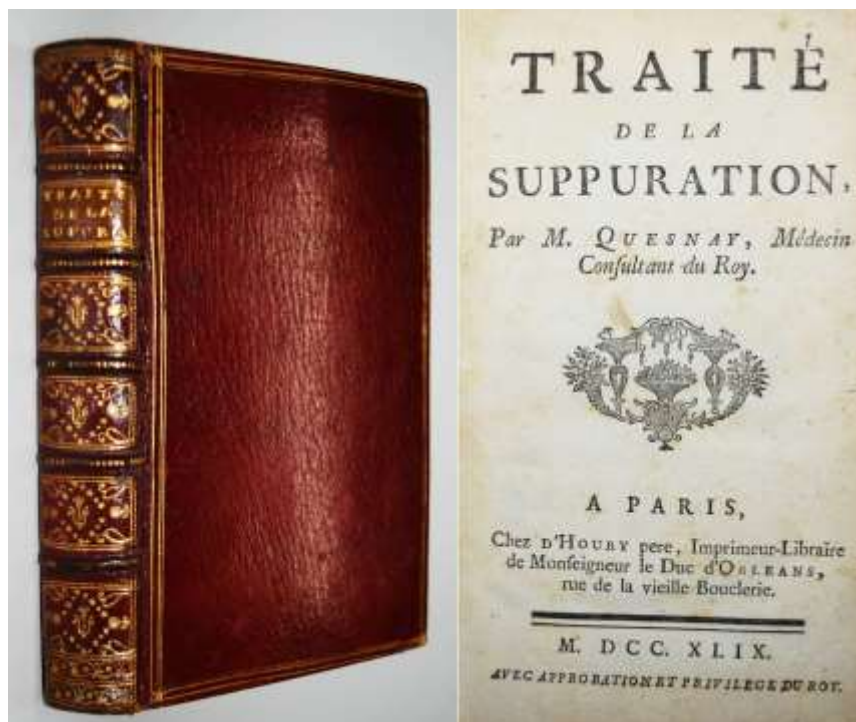 TRAITÉ
DE LA
SUPPURA
TRAITÉ
DE LA
SUPPURATION,
Par M. QUESNAY, Médecin
Conſultant du Roy.
A PARIS,
Chez D'HOURY pere, Imprimeur-Libraire
de Monſeigneur le Duc d'ORLEANS,
rue de la vieille Bouclerie.
M. DCC. XLIX.
AVEC APPROBATION ET PRIVILEGE DU ROY.